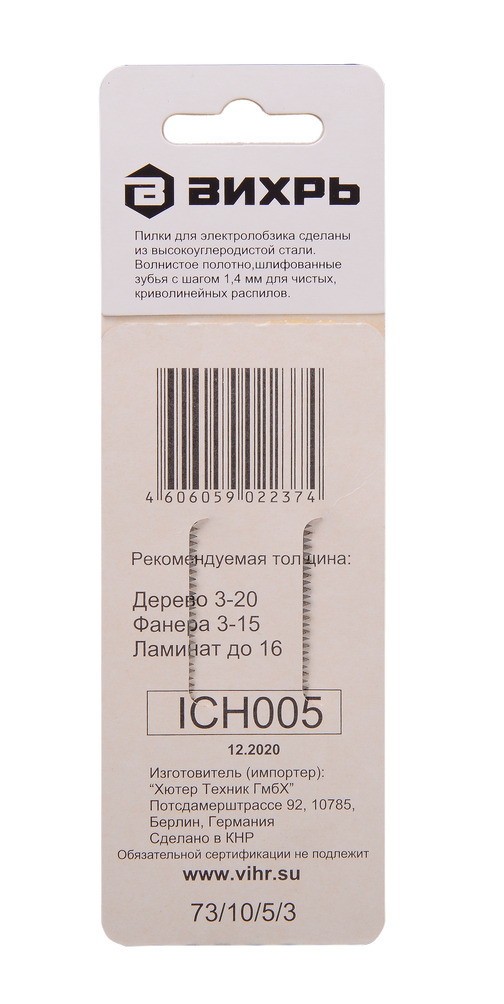 ВИХРЬ
Пилки для электролобзика сделаны
из высокоуглеродистой стали.
Волнистое полотно,шлифованные
зубья с шагом 1,4 мм для чистых,
криволинейных распилов.
4 606059 022374
Рекомендуемая толщина:
Дерево 3-20
Фанера 3-15
Ламинат до 16
ICH005
12.2020
Изготовитель (импортер):
“Хютер Техник ГмбХ”
Потсдамерштрассе 92, 10785,
Берлин, Германия
Сделано в КНР
Обязательной сертификации не подлежит
www.vihr.su
73/10/5/3